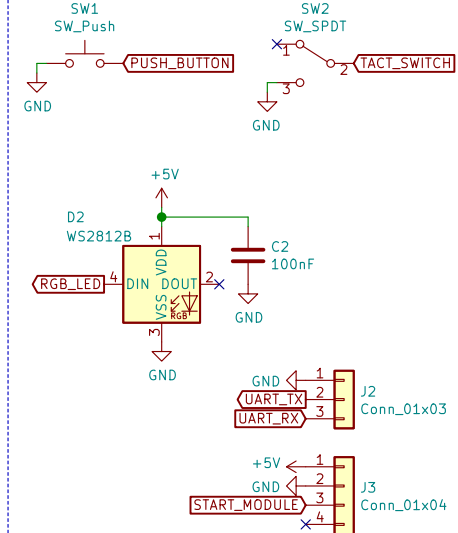 SW1
SW_Push
PUSH_BUTTON
GND
SW2
SW_SPDT
1
2
TACT_SWITCH
3
GND
+5V
D2
WS2812B
1
VDD
RGB_LED
4
DIN
DOUT
2
VSS
RGB
3
GND
C2
100nF
GND
GND
1
UART_TX
2
UART_RX
3
J2
Conn_01x03
+5V
1
GND
2
START_MODULE
3
4
J3
Conn_01x04